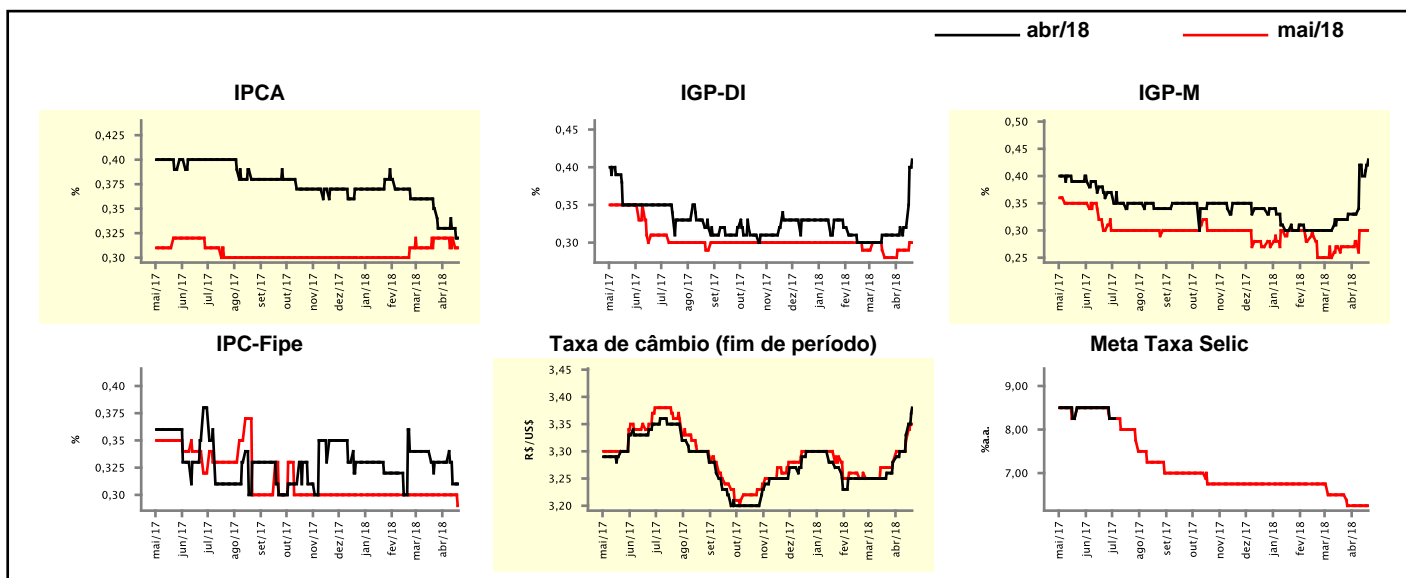 abr/18 mai/18
IPCA
%
0,425
0,40
0,375
0,35
0,325
0,30
mai/17 jun/17 jul/17 ago/17 set/17 out/17 nov/17 dez/17 jan/18 fev/18 mar/18 abr/18
IGP-DI
%
0,45
0,40
0,35
0,30
mai/17 jun/17 jul/17 ago/17 set/17 out/17 nov/17 dez/17 jan/18 fev/18 mar/18 abr/18
IGP-M
%
0,50
0,45
0,40
0,35
0,30
0,25
mai/17 jun/17 jul/17 ago/17 set/17 out/17 nov/17 dez/17 jan/18 fev/18 mar/18 abr/18
IPC-Fipe
%
0,40
0,375
0,35
0,325
0,30
mai/17 jun/17 jul/17 ago/17 set/17 out/17 nov/17 dez/17 jan/18 fev/18 mar/18 abr/18
Taxa de câmbio (fim de período)
R$/US$
3,45
3,40
3,35
3,30
3,25
3,20
mai/17 jun/17 jul/17 ago/17 set/17 out/17 nov/17 dez/17 jan/18 fev/18 mar/18 abr/18
Meta Taxa Selic
%a.a.
9,00
8,00
7,00
mai/17 jun/17 jul/17 ago/17 set/17 out/17 nov/17 dez/17 jan/18 fev/18 mar/18 abr/18